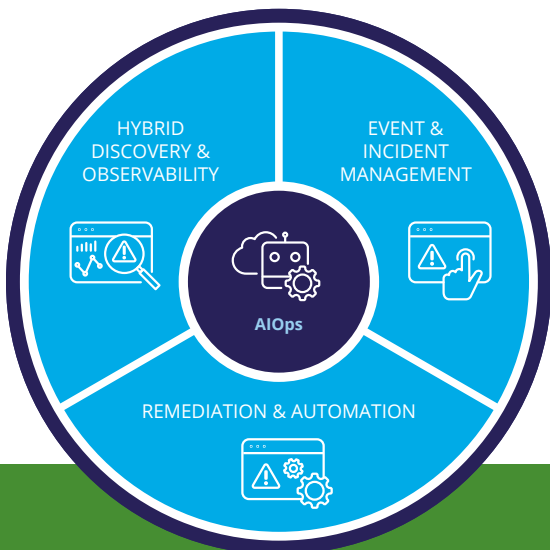 HYBRID
DISCOVERY &
OBSERVABILITY
EVENT &
INCIDENT
MANAGEMENT
AIOps
REMEDIATION & AUTOMATION